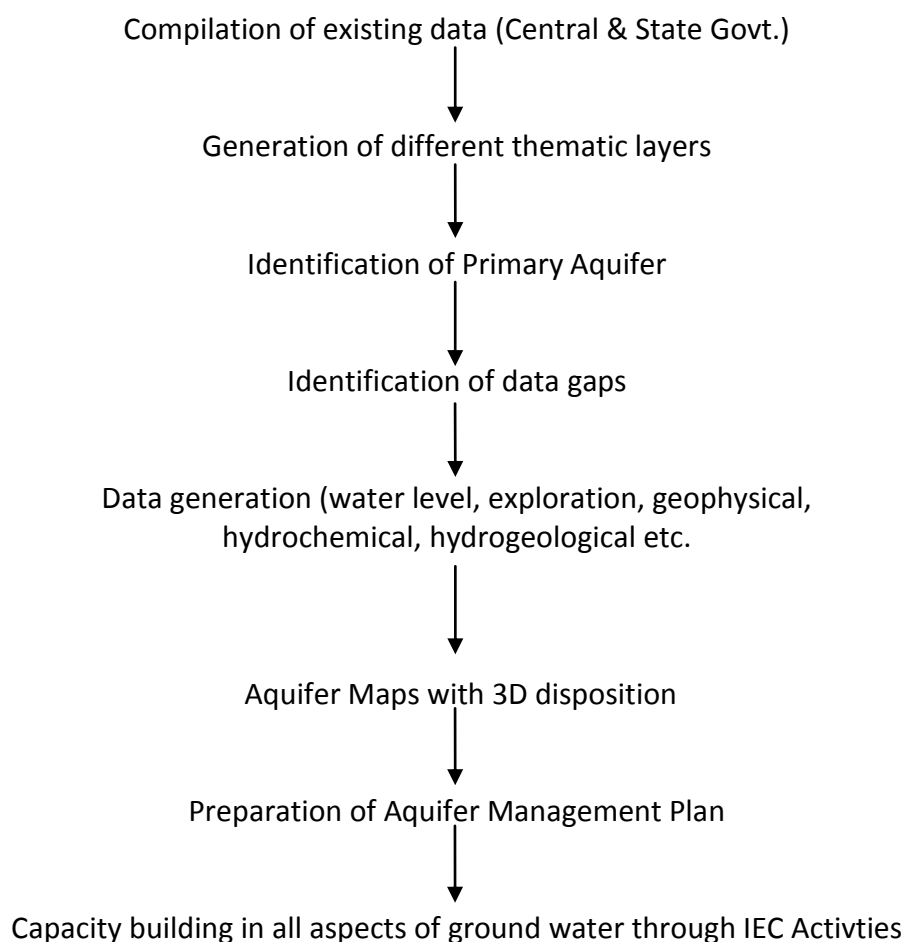 Compilation of existing data (Central & State Govt.)
Generation of different thematic layers
Identification of Primary Aquifer
Identification of data gaps
Data generation (water level, exploration, geophysical,
hydrochemical, hydrogeological etc.
Aquifer Maps with 3D disposition
Preparation of Aquifer Management Plan
Capacity building in all aspects of ground water through IEC Activties